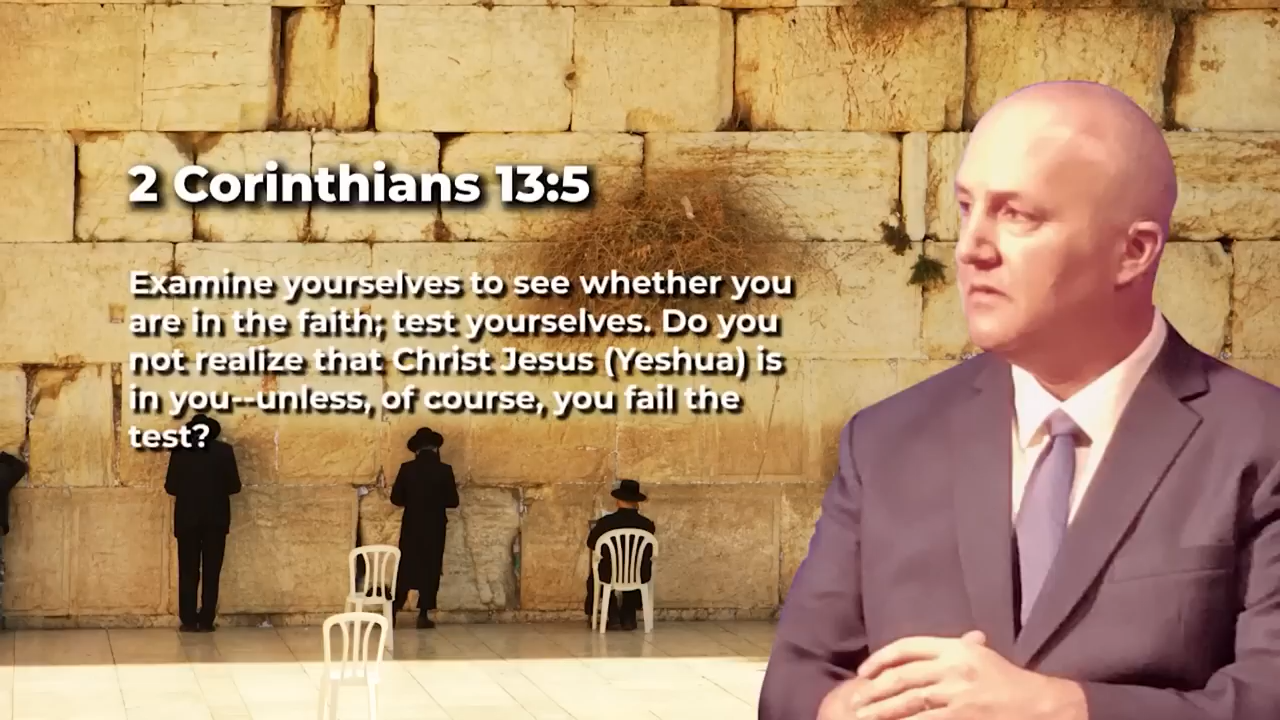 2 Corinthians 13:5
Examine yourselves to see whether you
are in the faith; test yourselves. Do you
not realize that Christ Jesus (Yeshua) is
in you--unless, of course, you fail the
test?